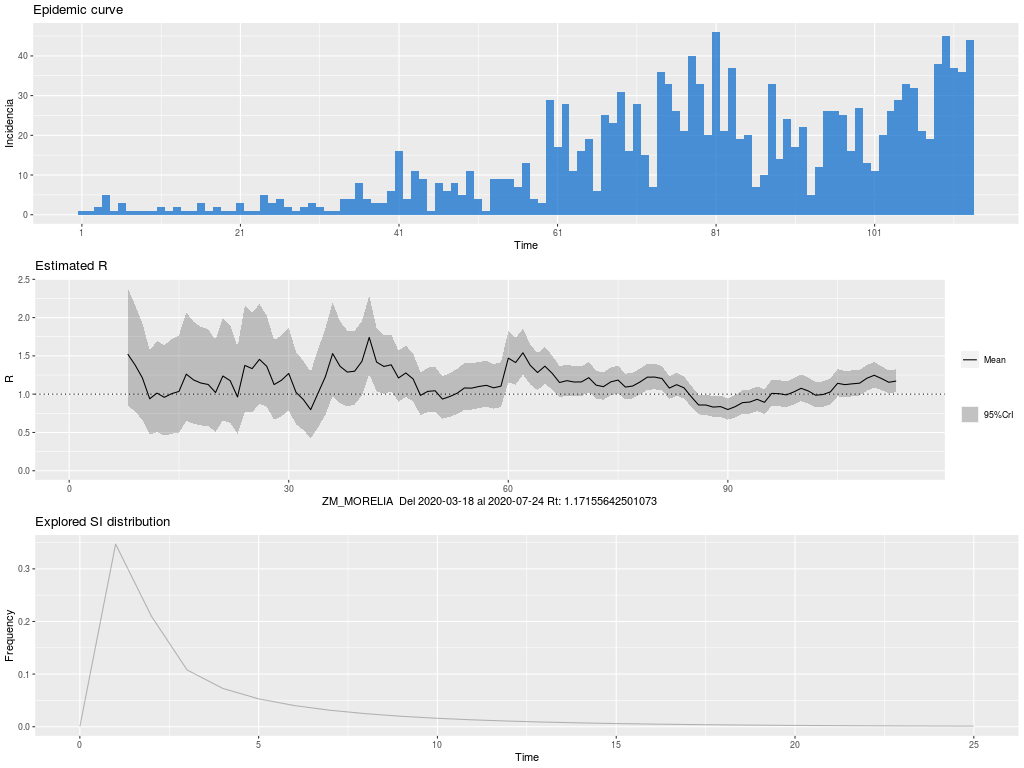 Epidemic curve
Incidencia
40
30
20
10
0
1 21 41 61 81 101
Time
Estimated R
R
2.5
2.0
1.5
1.0
0.5
0.0
0 30 60 90
ZM_MORELIA Del 2020-03-18 al 2020-07-24 Rt: 1.17155642501073
Mean
95%CrI
Explored SI distribution
Frequency
0.3
0.2
0.1
0.0
0 5 10 15 20 25
Time